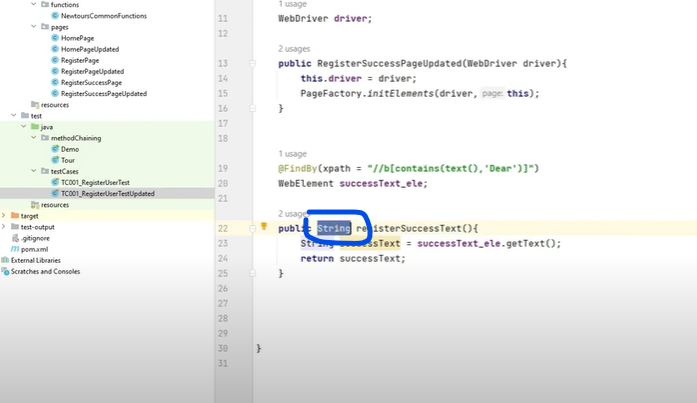 functions
NewtoursCommonFunctions
pages
HomePage
HomePageUpdated
RegisterPage
RegisterPageUpdated
RegisterSuccessPage
RegisterSuccessPageUpdated
resources
test
java
methodChaining
Demo
Tour
testCases
TC001_RegisterUserTest
TC001_RegisterUserTestUpdated
resources
target
test-output
.gitignore
pom.xml
External Libraries
Scratches and Consoles
1 usage
11 WebDriver driver;
12
2 usages
13 public RegisterSuccessPageUpdated(WebDriver driver){
14 this.driver = driver;
15 PageFactory.initElements(driver, page: this);
16 }
17
18
1 usage
19 @FindBy(xpath = "//b[contains(text(),'Dear')]")
20 WebElement successText_ele;
21
2 usages
22 public String registerSuccessText(){
23 String successText = successText_ele.getText();
24 return successText;
25 }
26
27
28
29
30 }
31